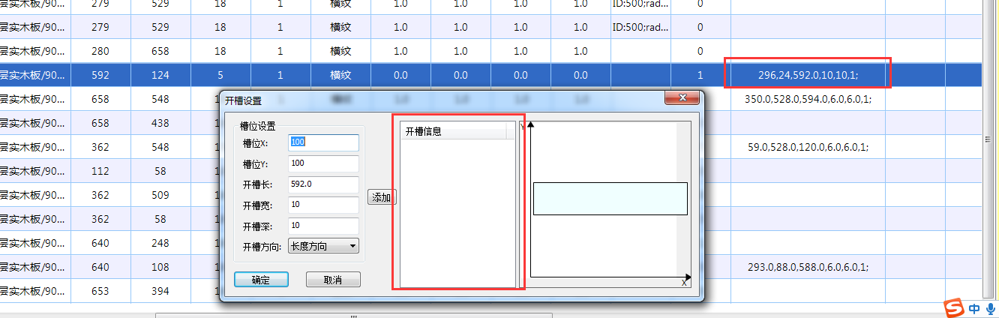 层实木板/90... 279 529 18 1 横纹 1.0 1.0 1.0 1.0 ID:500;rad... 0
层实木板/90... 279 529 18 1 横纹 1.0 1.0 1.0 1.0 ID:500;rad... 0
层实木板/90... 280 658 18 1 横纹 1.0 1.0 1.0 1.0 0
层实木板/90... 592 124 5 1 横纹 0.0 0.0 0.0 0.0 1 296,24,592.0,10,10,1;
层实木板/90... 658 548 350.0,528.0,594.0,6.0,6.0,1;
层实木板/90... 658 438
层实木板/90... 362 548 59.0,528.0,120.0,6.0,6.0,1;
层实木板/90... 112 58
层实木板/90... 362 509
层实木板/90... 362 58
层实木板/90... 640 248
层实木板/90... 640 108 293.0,88.0,588.0,6.0,6.0,1;
层实木板/90... 653 394
开槽设置
槽位设置
槽位X: 100
槽位Y: 100
开槽长: 592.0
开槽宽: 10
开槽深: 10
开槽方向: 长度方向
确定 取消
添加
开槽信息
Y
X
中